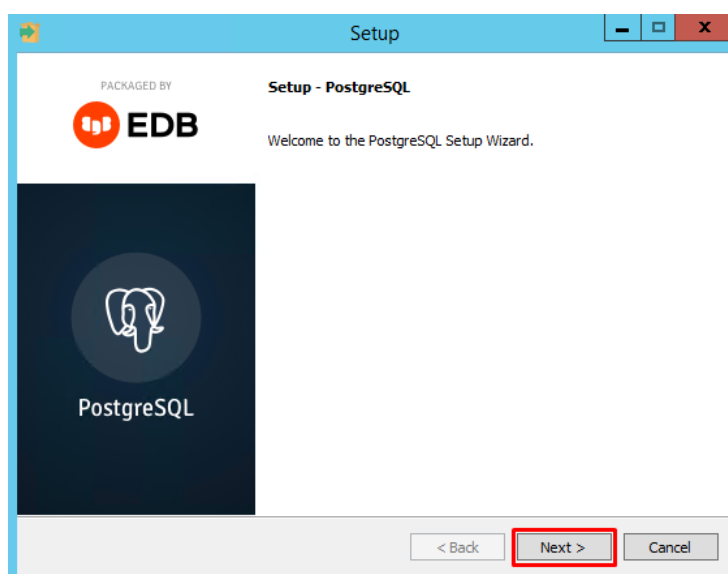 Setup
PACKAGED BY
EDB
Setup - PostgreSQL
Welcome to the PostgreSQL Setup Wizard.
PostgreSQL
< Back
Next >
Cancel